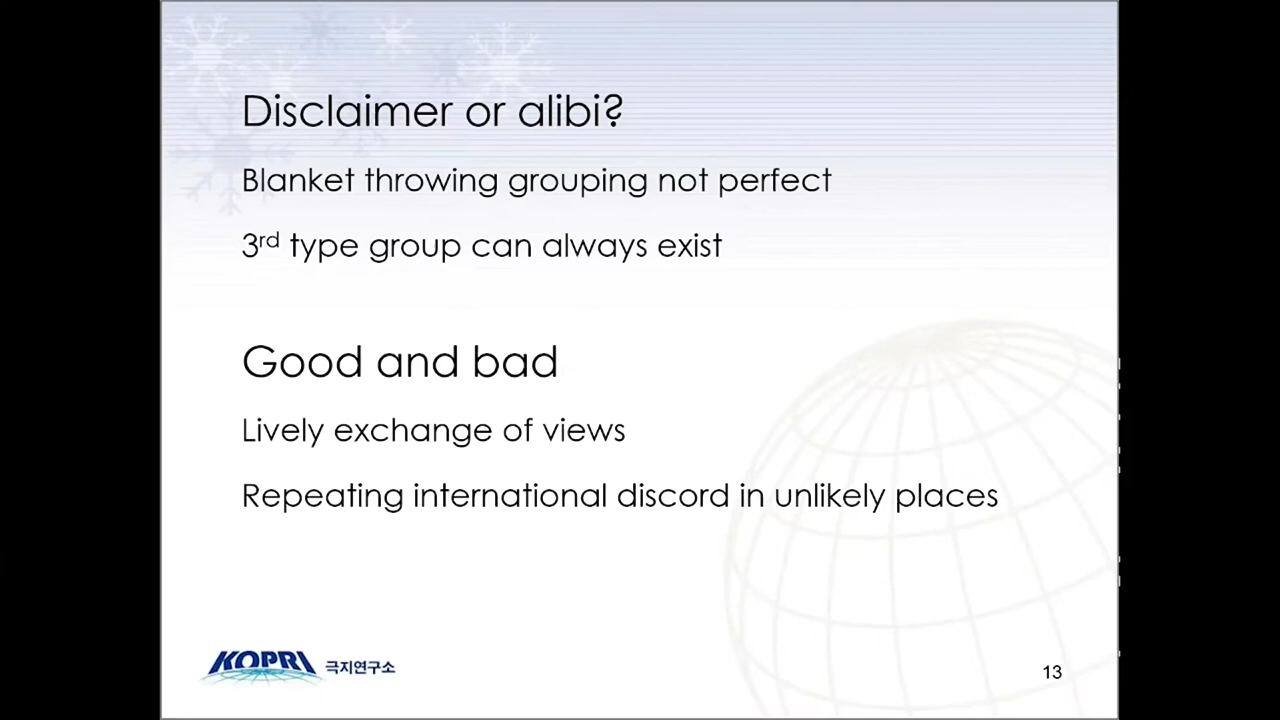 Disclaimer or alibi?
Blanket throwing grouping not perfect
3rd type group can always exist
Good and bad
Lively exchange of views
Repeating international discord in unlikely places
KOPRI 극지연구소
13